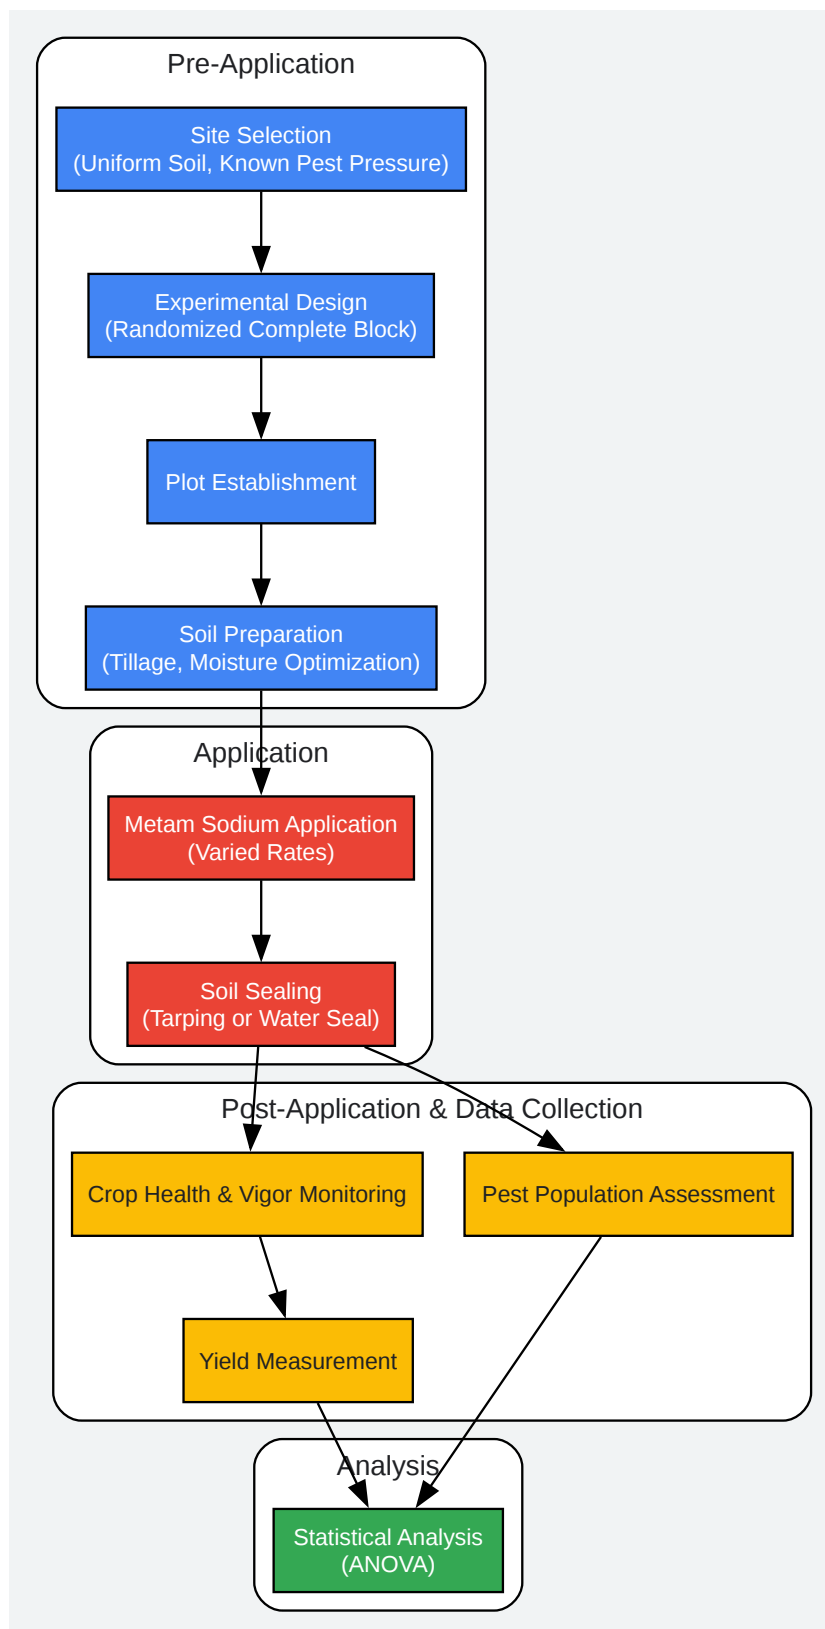 Pre-Application
Site Selection
(Uniform Soil, Known Pest Pressure)
Experimental Design
(Randomized Complete Block)
Plot Establishment
Soil Preparation
(Tillage, Moisture Optimization)
Application
Metam Sodium Application
(Varied Rates)
Soil Sealing
(Tarping or Water Seal)
Post-Application & Data Collection
Crop Health & Vigor Monitoring
Pest Population Assessment
Yield Measurement
Analysis
Statistical Analysis
(ANOVA)